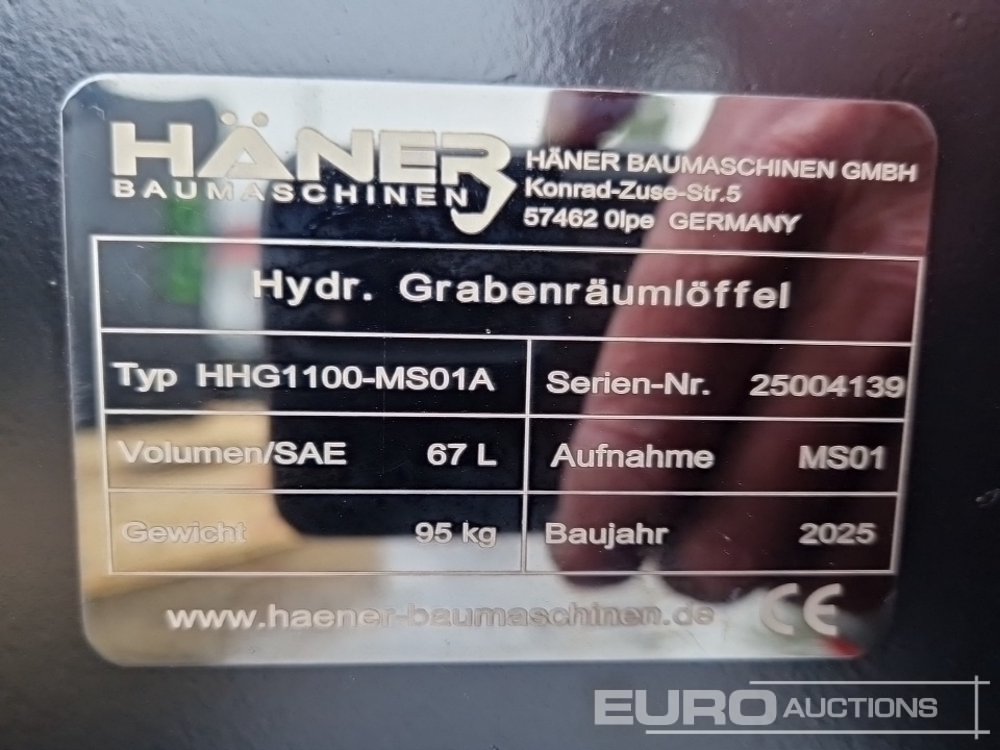 HÄNER
BAUMASCHINEN
HÄNER BAUMASCHINEN GMBH
Konrad-Zuse-Str.5
57462 Olpe GERMANY
Hydr. Grabenräumlöffel
Typ HHG1100-MS01A
Serien-Nr. 25004139
Volumen/SAE 67 L
Aufnahme MS01
Gewicht 95 kg
Baujahr 2025
www.haener-baumaschinen.de
CE
EURO AUCTIONS